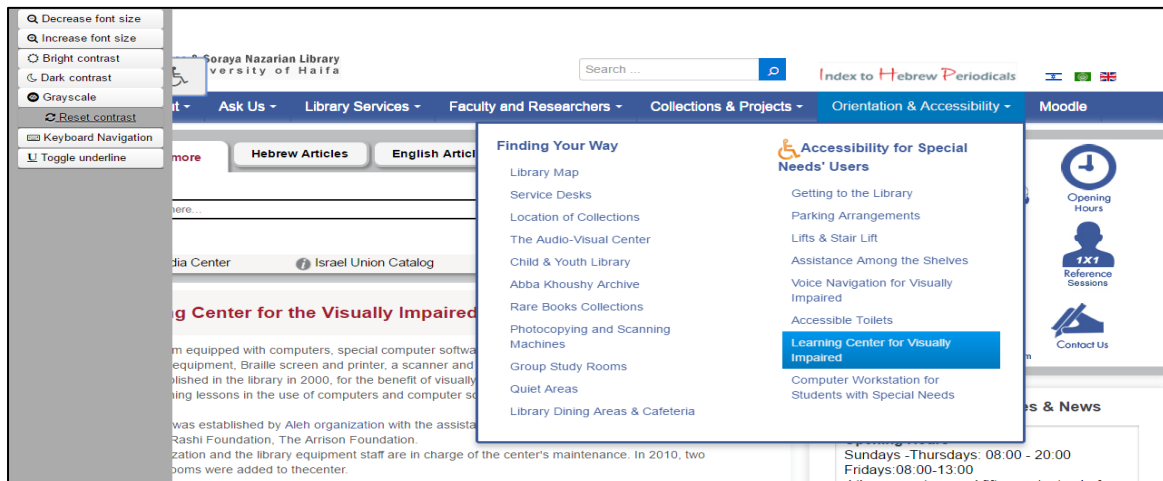 Decrease font size
Increase font size
Bright contrast
Dark contrast
Grayscale
Reset contrast
Keyboard Navigation
U Toggle underline
Soraya Nazarian Library
versity of Haifa
Search ...
Index to Hebrew Periodicals
Ask Us
Library Services
Faculty and Researchers
Collections & Projects
Orientation & Accessibility
Moodle
more
Hebrew Articles
English Articl
here...
dia Center
Israel Union Catalog
Finding Your Way
Library Map
Service Desks
Location of Collections
The Audio-Visual Center
Child & Youth Library
Abba Khoushy Archive
Rare Books Collections
Photocopying and Scanning
Machines
Group Study Rooms
Quiet Areas
Library Dining Areas & Cafeteria
Accessibility for Special
Needs' Users
Getting to the Library
Parking Arrangements
Lifts & Stair Lift
Assistance Among the Shelves
Voice Navigation for Visually
Impaired
Accessible Toilets
Learning Center for Visually
Impaired
Computer Workstation for
Students with Special Needs
Opening
Hours
1X1
Reference
Sessions
Contact Us
ng Center for the Visually Impaired
m equipped with computers, special computer softwa
equipment, Braille screen and printer, a scanner and
blished in the library in 2000, for the benefit of visually
ning lessons in the use of computers and computer so
was established by Aleh organization with the assista
Rashi Foundation, The Arrison Foundation.
zation and the library equipment staff are in charge of the center's maintenance. In 2010, two
ooms were added to thecenter.
es & News
Opening Hours
Sundays -Thursdays: 08:00 - 20:00
Fridays:08:00-13:00